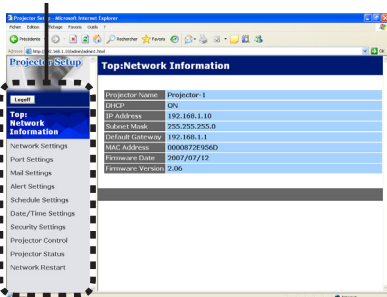 Projector Setup - Microsoft Internet Explorer
Fichier Edition Affichage Favoris Outils ?
Précédente Rechercher Favoris
Adresse OK
Projector Setup
Top:Network Information
Logoff
Top:
Network
Information
Network Settings
Port Settings
Mail Settings
Alert Settings
Schedule Settings
Date/Time Settings
Security Settings
Projector Control
Projector Status
Network Restart
Projector Name Projector-1
DHCP ON
IP Address 192.168.1.10
Subnet Mask 255.255.255.0
Default Gateway 192.168.1.1
MAC Address 0000872E956D
Firmware Date 2007/07/12
Firmware Version 2.06